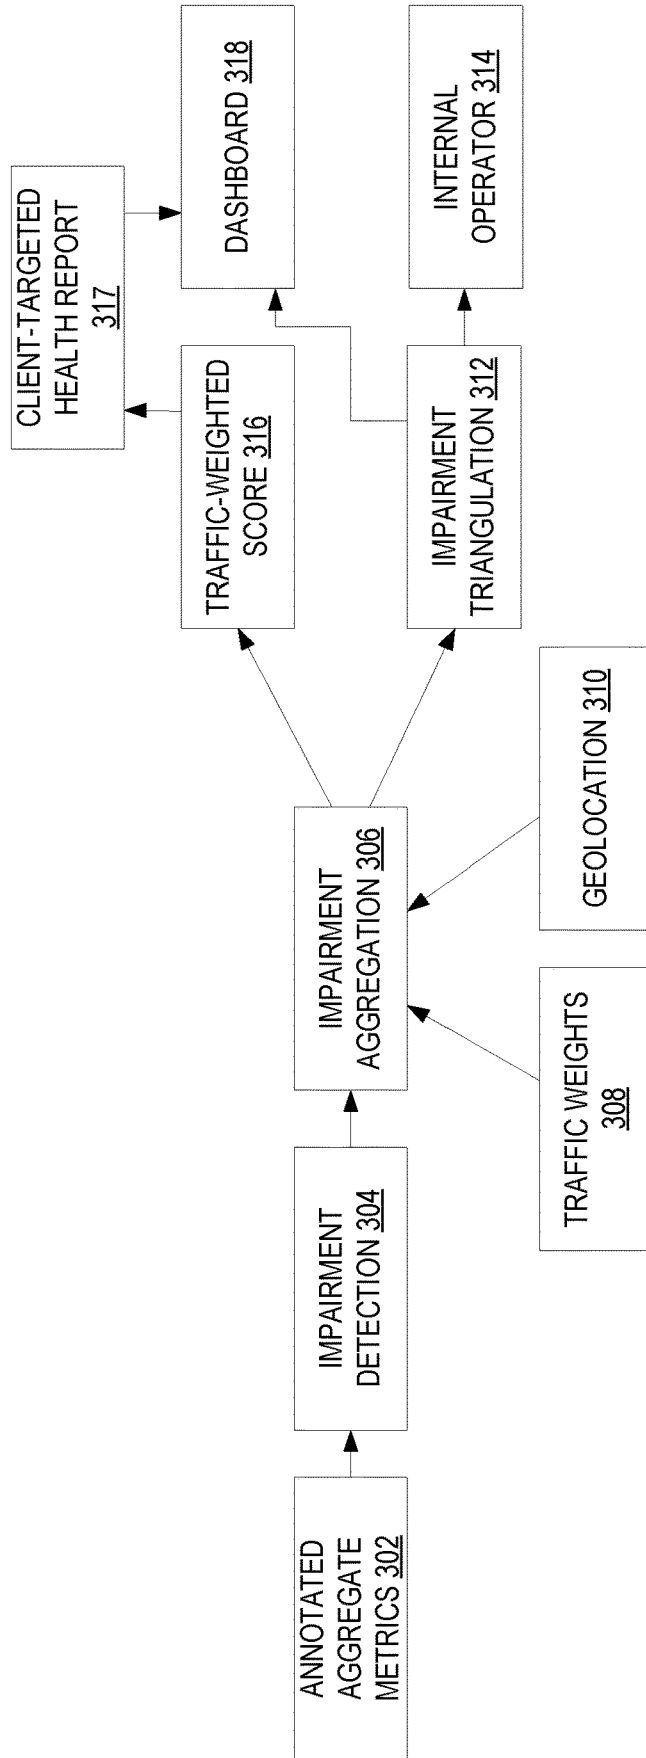 ANNOTATED
AGGREGATE
METRICS 302
IMPAIRMENT
DETECTION 304
IMPAIRMENT
AGGREGATION 306
TRAFFIC WEIGHTS
308
GEOLOCATION 310
TRAFFIC-WEIGHTED
SCORE 316
IMPAIRMENT
TRIANGULATION 312
CLIENT-TARGETED
HEALTH REPORT
317
DASHBOARD 318
INTERNAL
OPERATOR 314